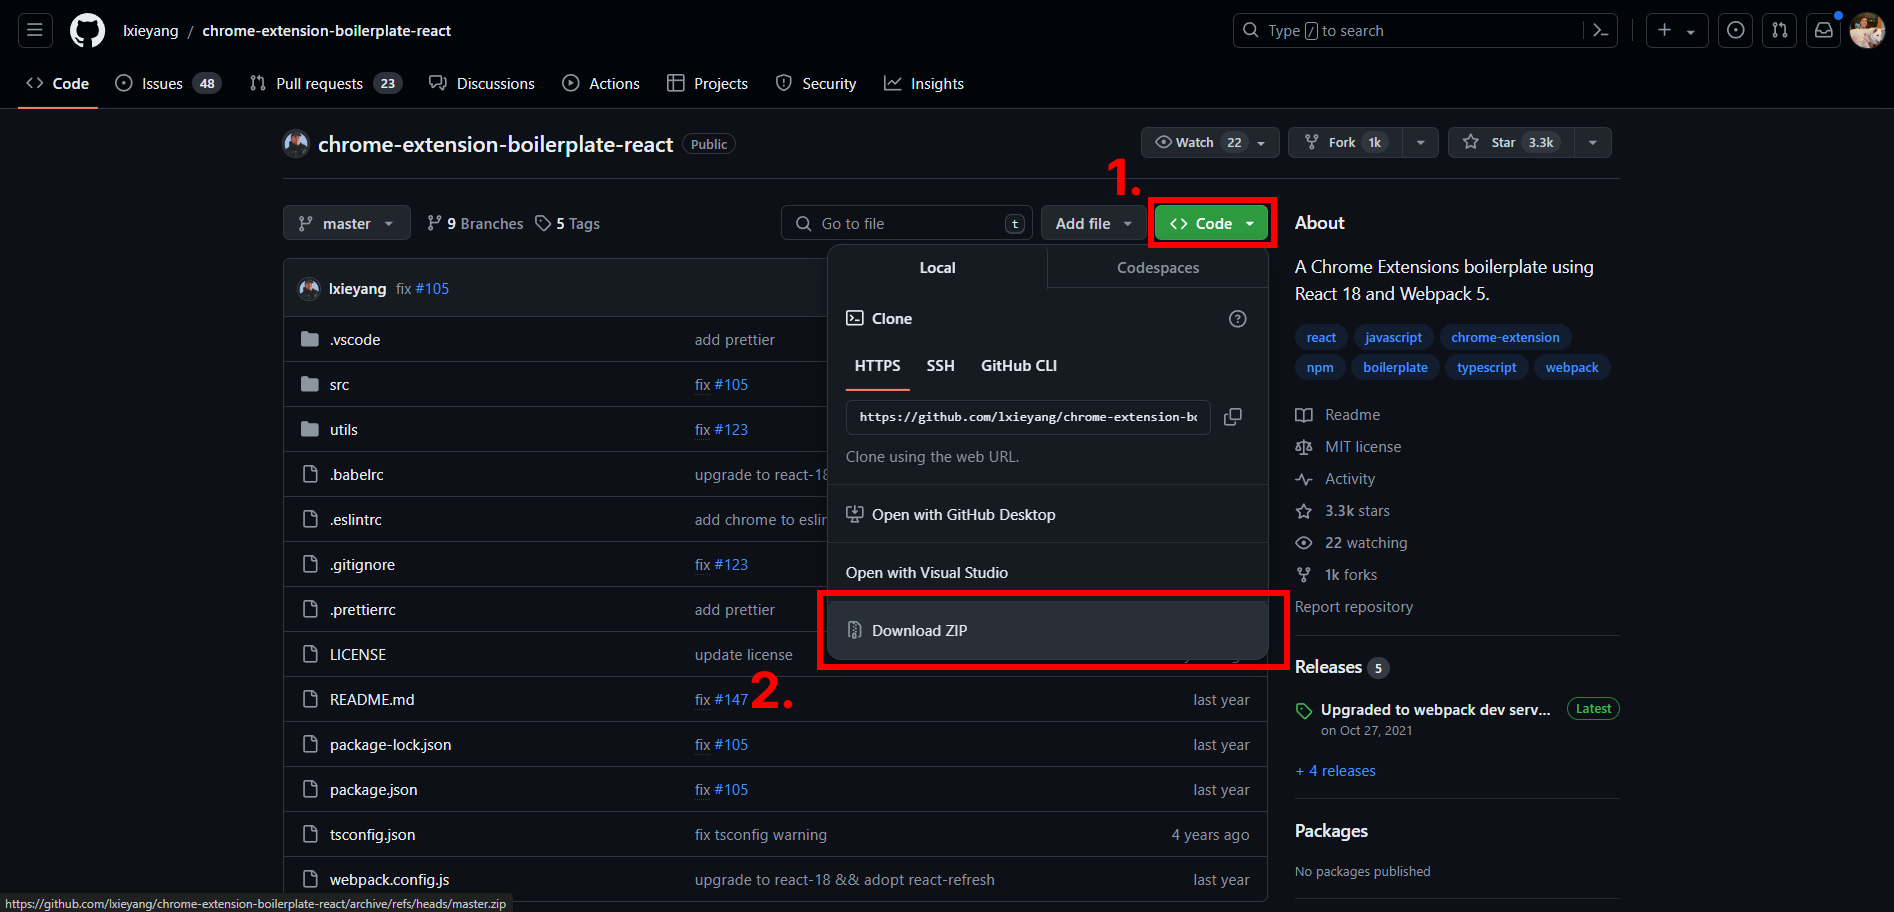 lxieyang / chrome-extension-boilerplate-react
Type / to search
Code
Issues 48
Pull requests 23
Discussions
Actions
Projects
Security
Insights
chrome-extension-boilerplate-react Public
Watch 22
Fork 1k
Star 3.3k
1.
master
9 Branches
5 Tags
Go to file t
Add file
Code
lxieyang fix #105
.vscode add prettier
src fix #105
utils fix #123
.babelrc upgrade to react-18
.eslintrc add chrome to eslin
.gitignore fix #123
.prettierrc add prettier
LICENSE update license
README.md fix #147 last year
2.
package-lock.json fix #105 last year
package.json fix #105 last year
tsconfig.json fix tsconfig warning 4 years ago
webpack.config.js upgrade to react-18 && adopt react-refresh last year
Local Codespaces
Clone
HTTPS SSH GitHub CLI
https://github.com/lxieyang/chrome-extension-bo
Clone using the web URL.
Open with GitHub Desktop
Open with Visual Studio
Download ZIP
About
A Chrome Extensions boilerplate using
React 18 and Webpack 5.
react javascript chrome-extension
npm boilerplate typescript webpack
Readme
MIT license
Activity
3.3k stars
22 watching
1k forks
Report repository
Releases 5
Upgraded to webpack dev serv... Latest
on Oct 27, 2021
+ 4 releases
Packages
No packages published
https://github.com/lxieyang/chrome-extension-boilerplate-react/archive/refs/heads/master.zip